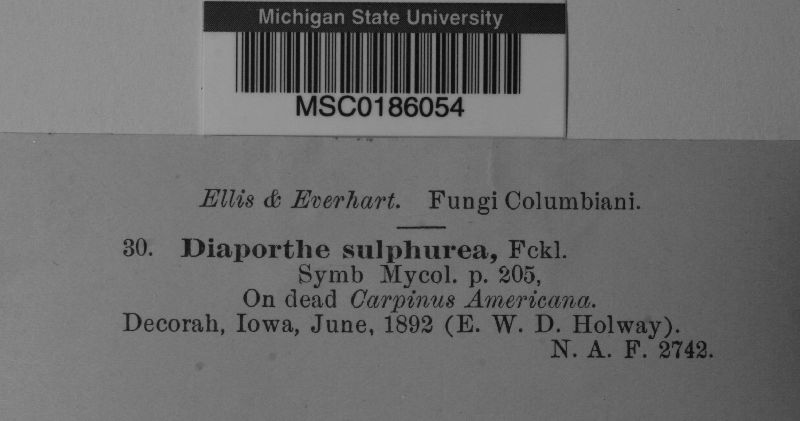 Michigan State University
MSC0186054
Ellis & Everhart. Fungi Columbiani.
30. Diaporthe sulphurea, Fckl.
Symb Mycol. p. 205,
On dead Carpinus Americana.
Decorah, Iowa, June, 1892 (E. W. D. Holway).
N. A. F. 2742.